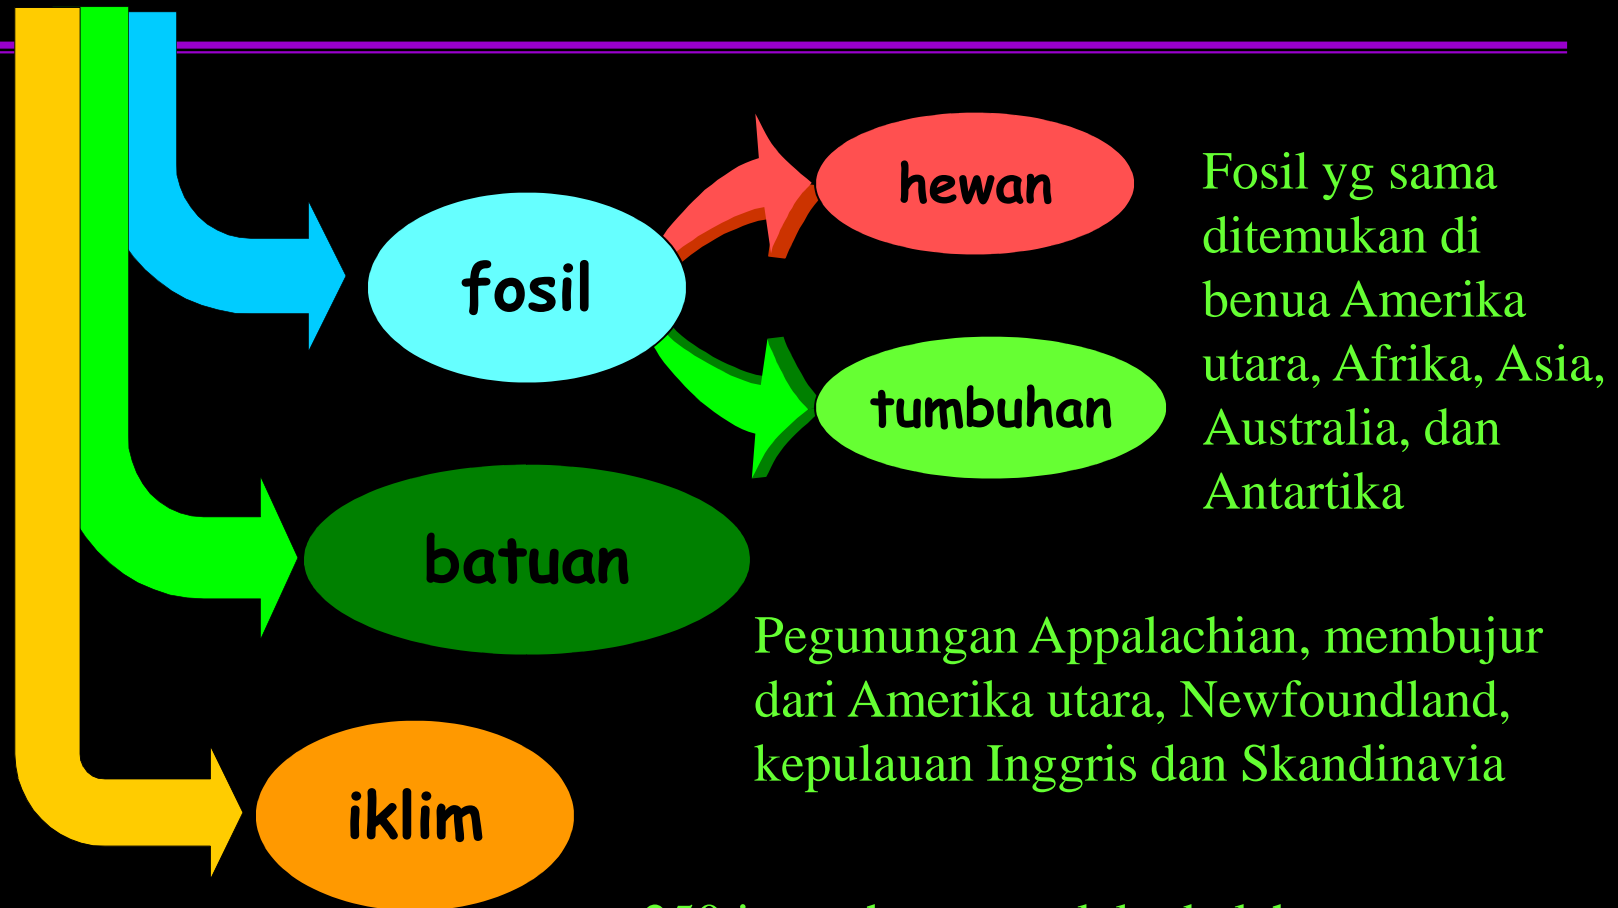 fosil
hewan
tumbuhan
Fosil yg sama
ditemukan di
benua Amerika
utara, Afrika, Asia,
Australia, dan
Antartika
batuan
Pegunungan Appalachian, membujur
dari Amerika utara, Newfoundland,
kepulauan Inggris dan Skandinavia
iklim